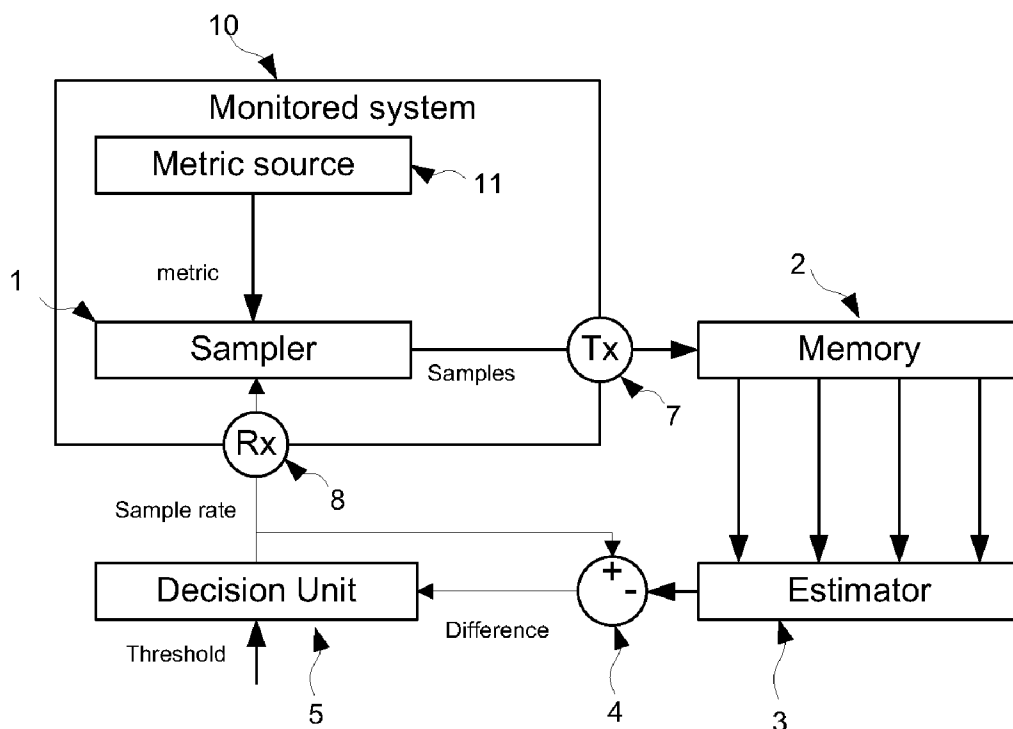 10
Monitored system
Metric source
11
metric
1
2
Sampler
Tx
Memory
Samples
7
Rx
8
Sample rate
+
-
Decision Unit
Estimator
Difference
Threshold
5
4
3